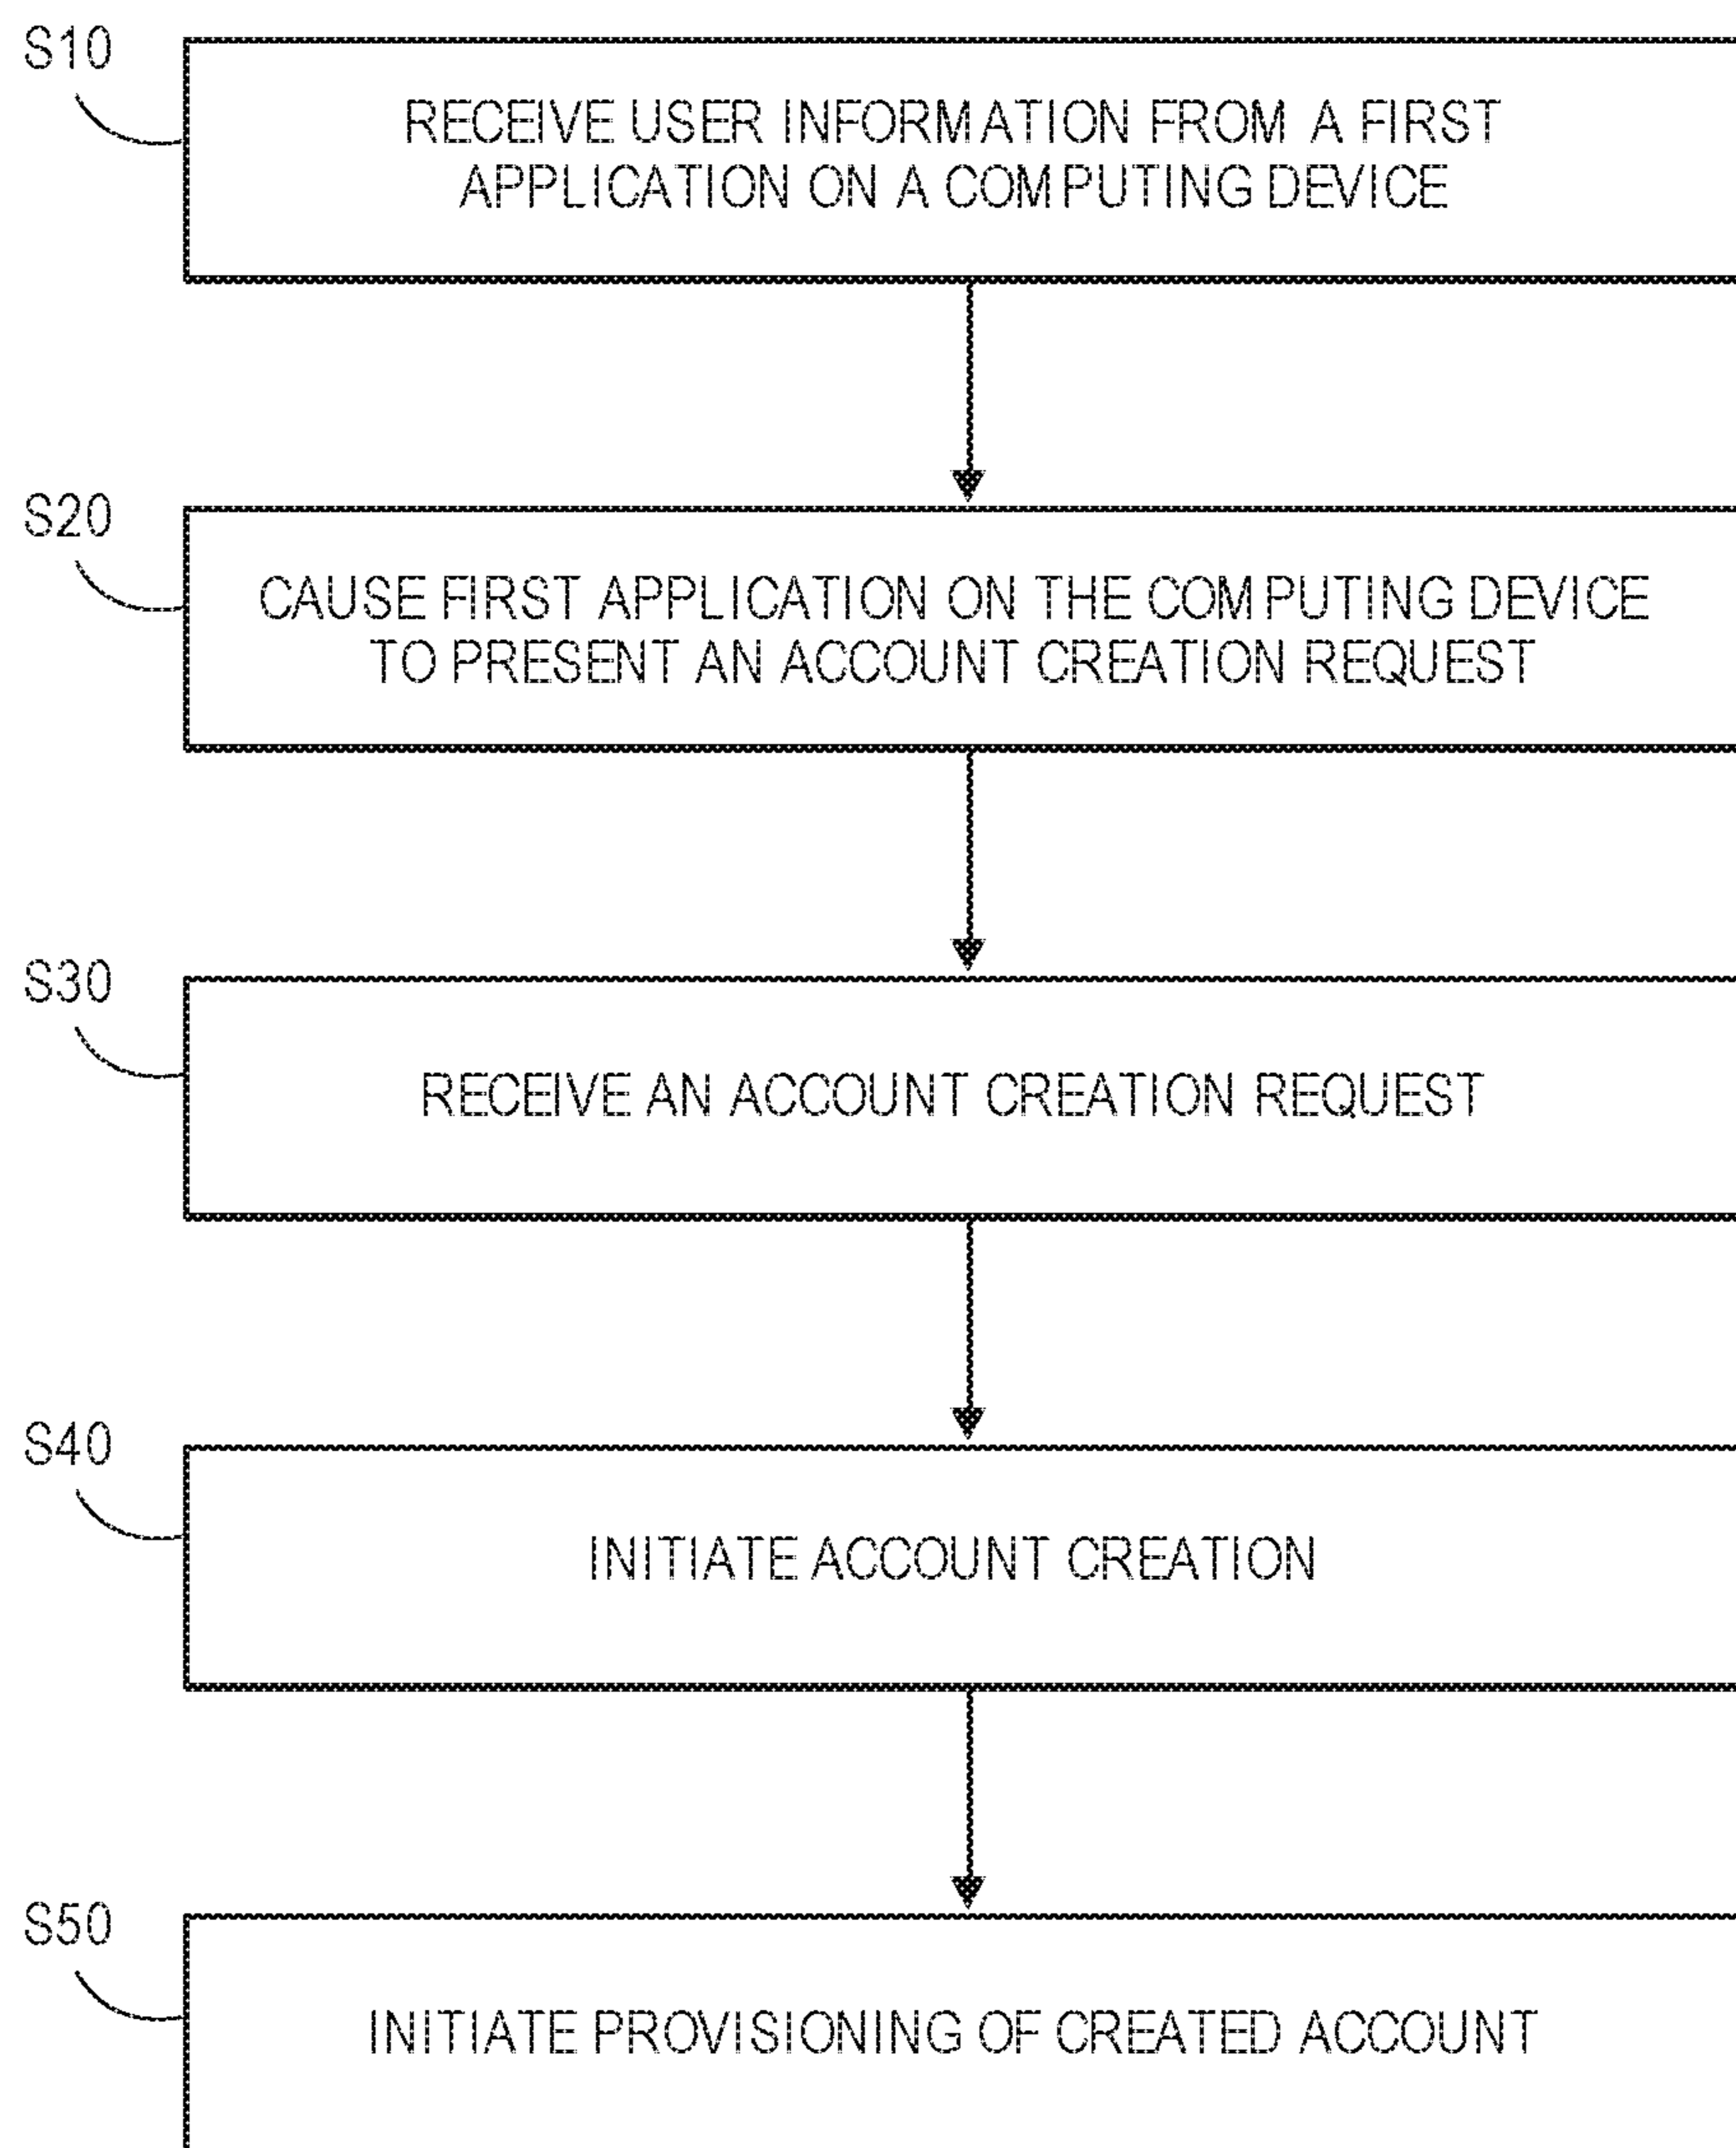 S10
RECEIVE USER INFORMATION FROM A FIRST
APPLICATION ON A COMPUTING DEVICE
S20
CAUSE FIRST APPLICATION ON THE COMPUTING DEVICE
TO PRESENT AN ACCOUNT CREATION REQUEST
S30
RECEIVE AN ACCOUNT CREATION REQUEST
S40
INITIATE ACCOUNT CREATION
S50
INITIATE PROVISIONING OF CREATED ACCOUNT